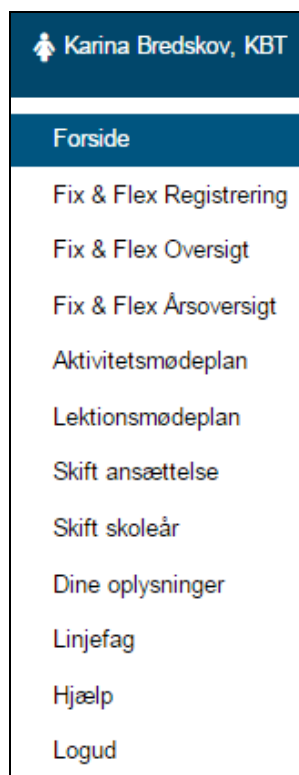 Karina Bredskov, KBT
Forside
Fix & Flex Registrering
Fix & Flex Oversigt
Fix & Flex Årsoversigt
Aktivitetsmødeplan
Lektionsmødeplan
Skift ansættelse
Skift skoleår
Dine oplysninger
Linjefag
Hjælp
Logud